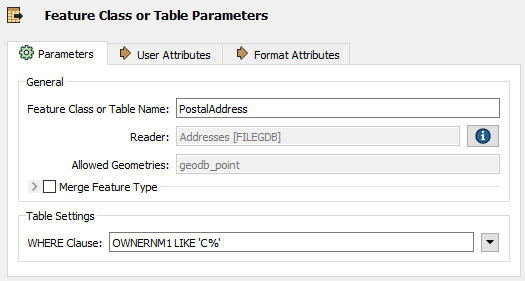 Feature Class or Table Parameters
Parameters User Attributes Format Attributes
General
Feature Class or Table Name: PostalAddress
Reader: Addresses [FILEGDB]
Allowed Geometries: geodb_point
Merge Feature Type
Table Settings
WHERE Clause: OWNERNM1 LIKE 'C%'